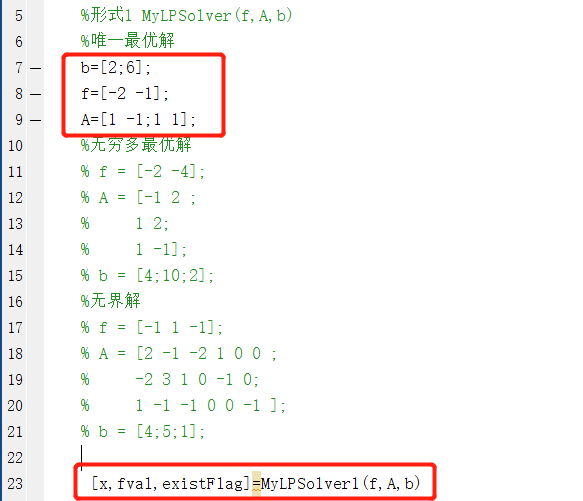 5 %形式1 MyLPSolver(f,A,b)
6 %唯一最优解
7 — b=[2;6];
8 — f=[-2 -1];
9 — A=[1 -1;1 1];
10 %无穷多最优解
11 % f = [-2 -4];
12 % A = [-1 2 ;
13 % 1 2;
14 % 1 -1];
15 % b = [4;10;2];
16 %无界解
17 % f = [-1 1 -1];
18 % A = [2 -1 -2 1 0 0 ;
19 % -2 3 1 0 -1 0;
20 % 1 -1 -1 0 0 -1 ];
21 % b = [4;5;1];
22
23 [x,fval,existFlag]=MyLPSolver1(f,A,b)